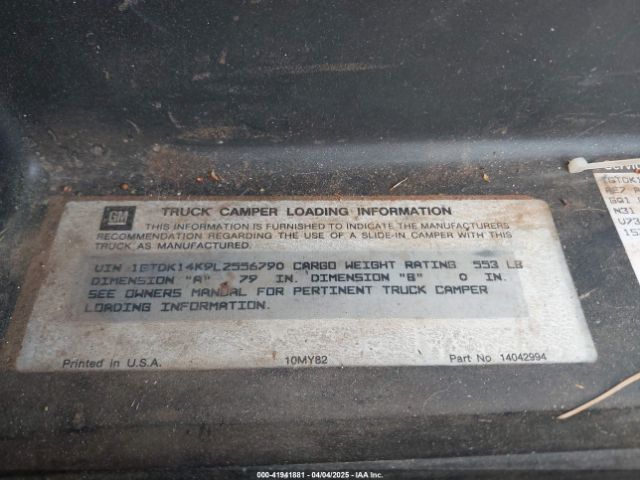 GM
TRUCK CAMPER LOADING INFORMATION
THIS INFORMATION IS FURNISHED TO INDICATE THE MANUFACTURERS
RECOMMENDATION REGARDING THE USE OF A SLIDE-IN CAMPER WITH THIS
TRUCK AS MANUFACTURED.
VIN 1GTDK14K9LZ556790 CARGO WEIGHT RATING 553 LB
DIMENSION "A" 79 IN. DIMENSION "B" 0 IN.
SEE OWNERS MANUAL FOR PERTINENT TRUCK CAMPER
LOADING INFORMATION.
Printed in U.S.A. 10MY82 Part No. 14042994
N31
000-41941881 - 04/04/2025 - IAA Inc.